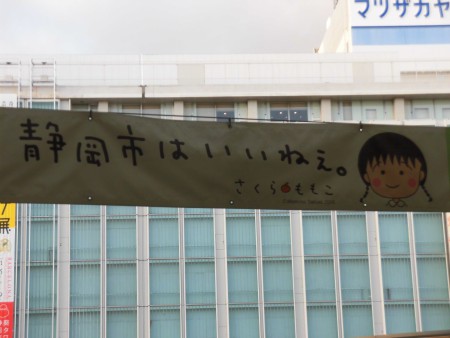 マツザカヤ
静岡市はいいねぇ。
さくらももこ
展